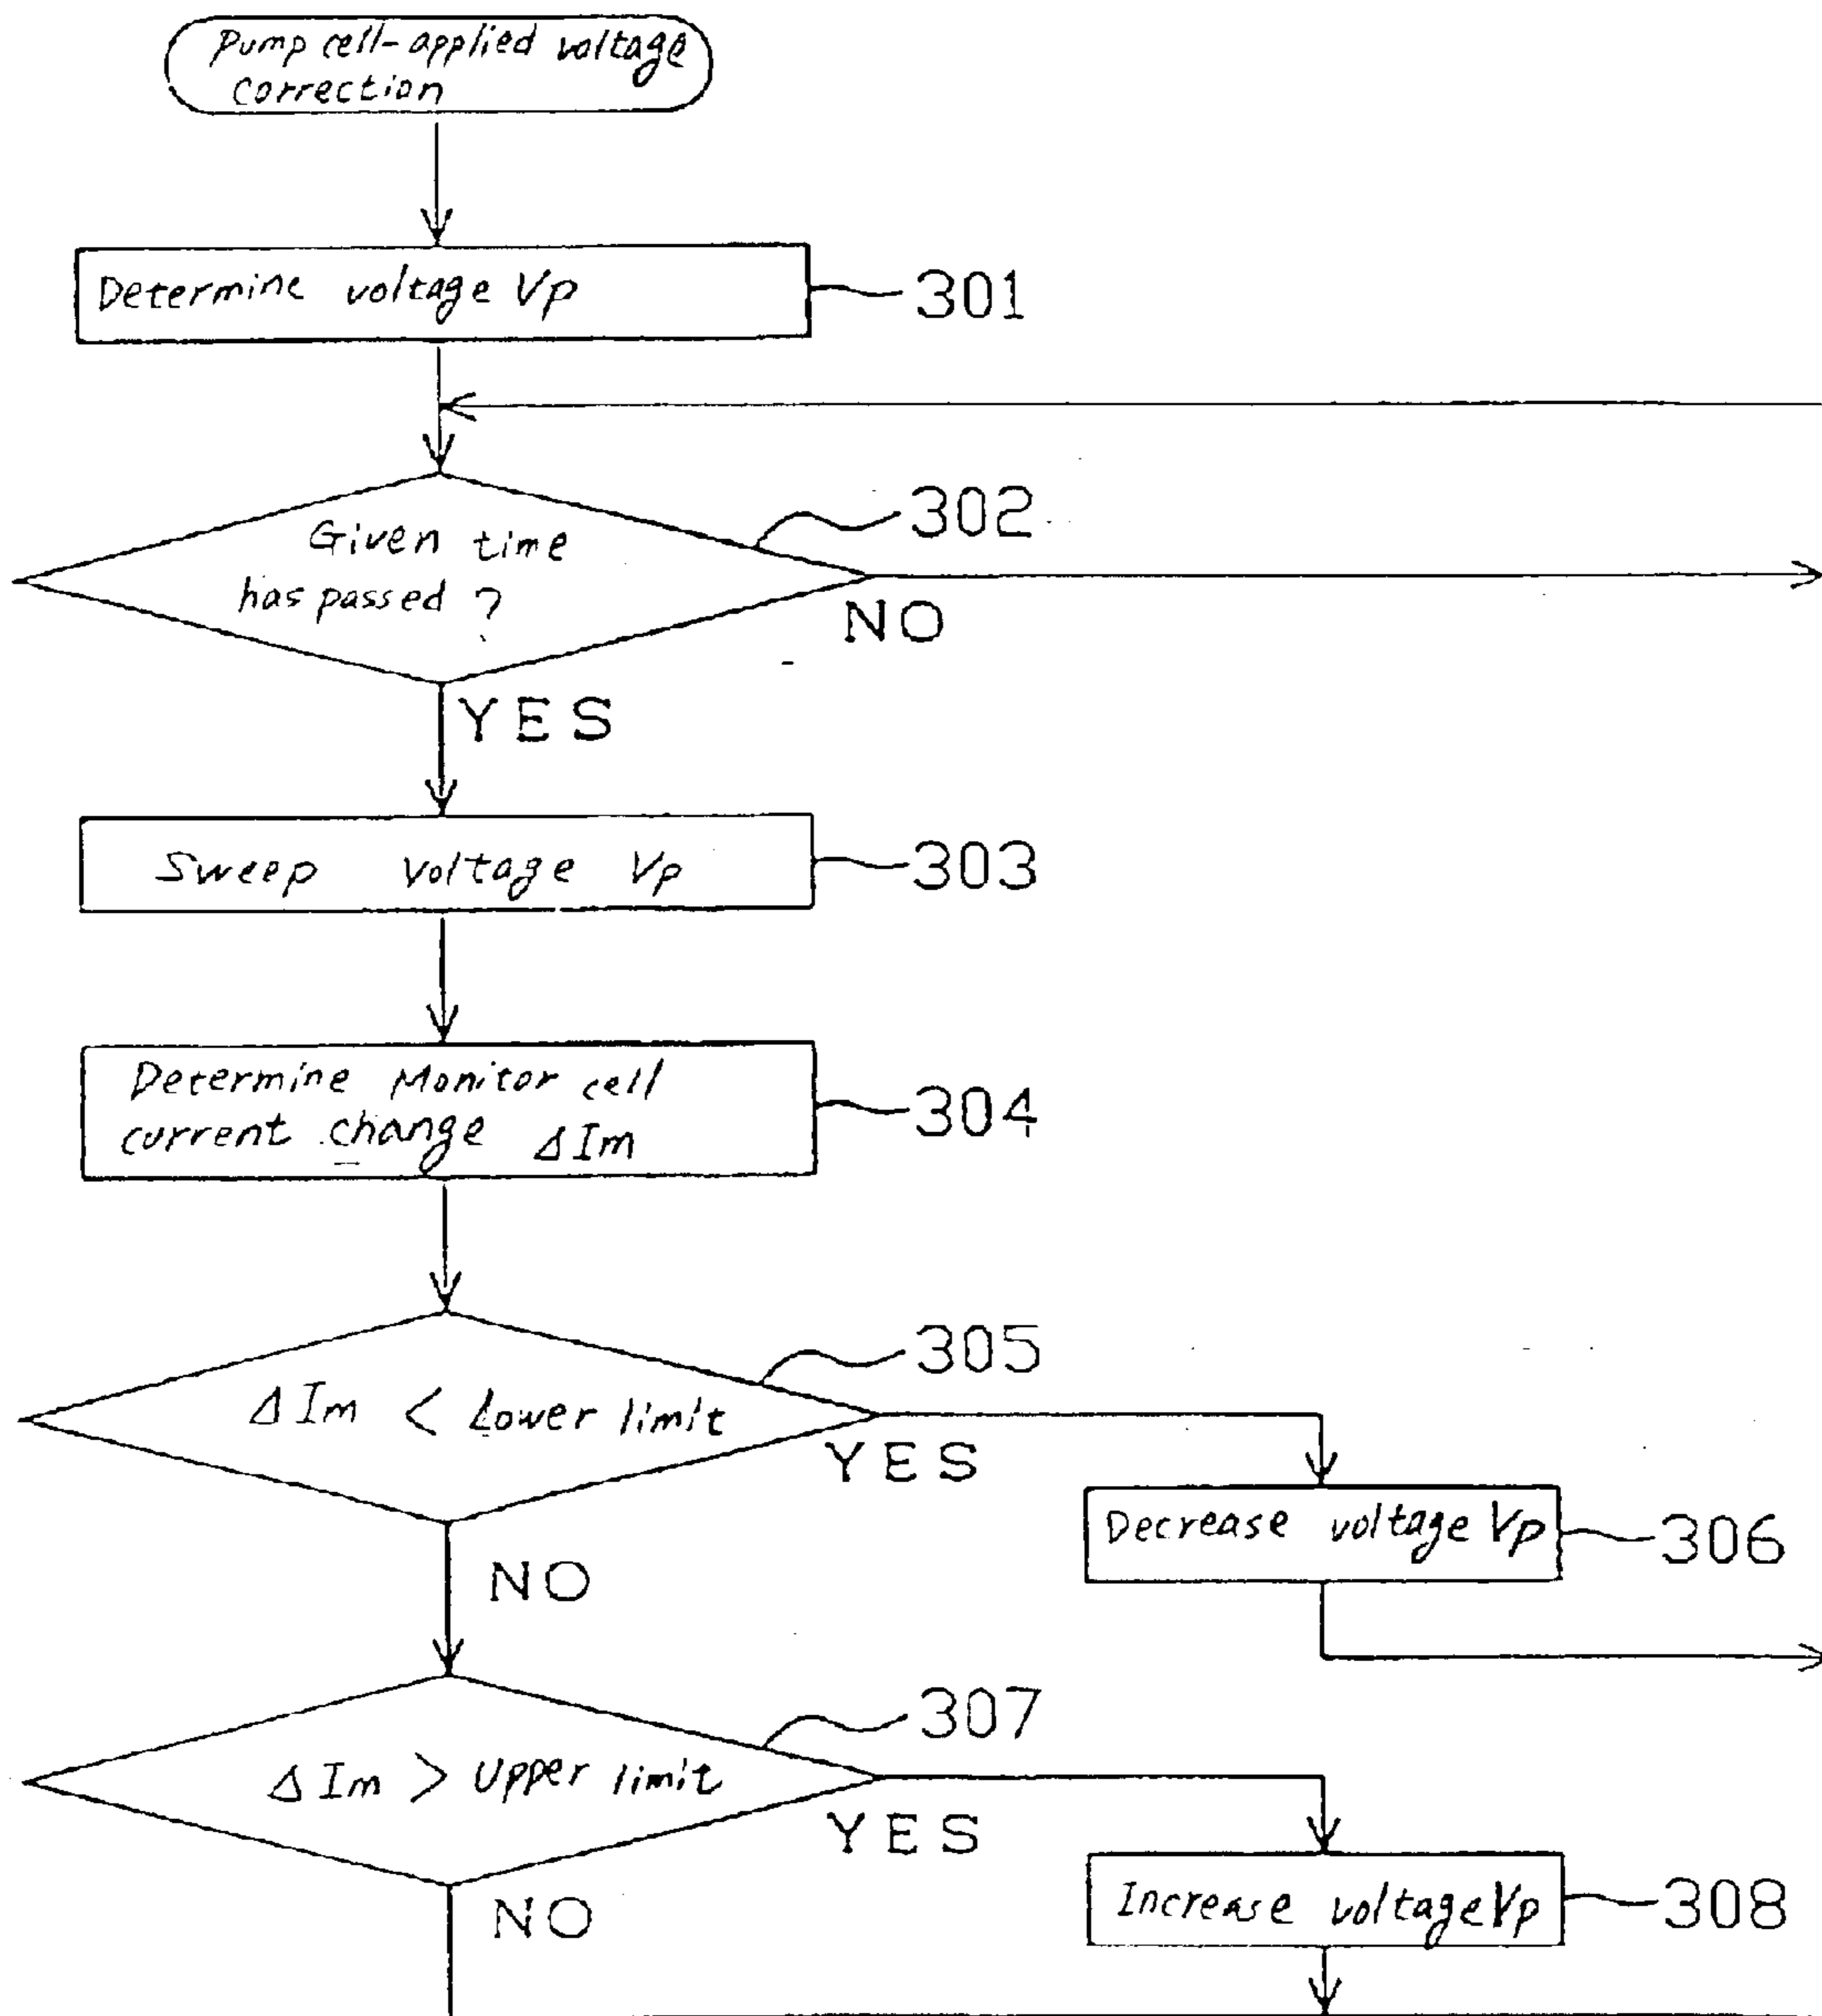 Pump cell-applied voltage
correction
Determine voltage Vp
301
302
Given time
has passed ?
NO
YES
Sweep voltage Vp
303
Determine Monitor cell
current change ΔIm
304
305
ΔIm < Lower limit
YES
Decrease voltage Vp
306
NO
307
ΔIm > Upper limit
YES
Increase voltage Vp
308
NO